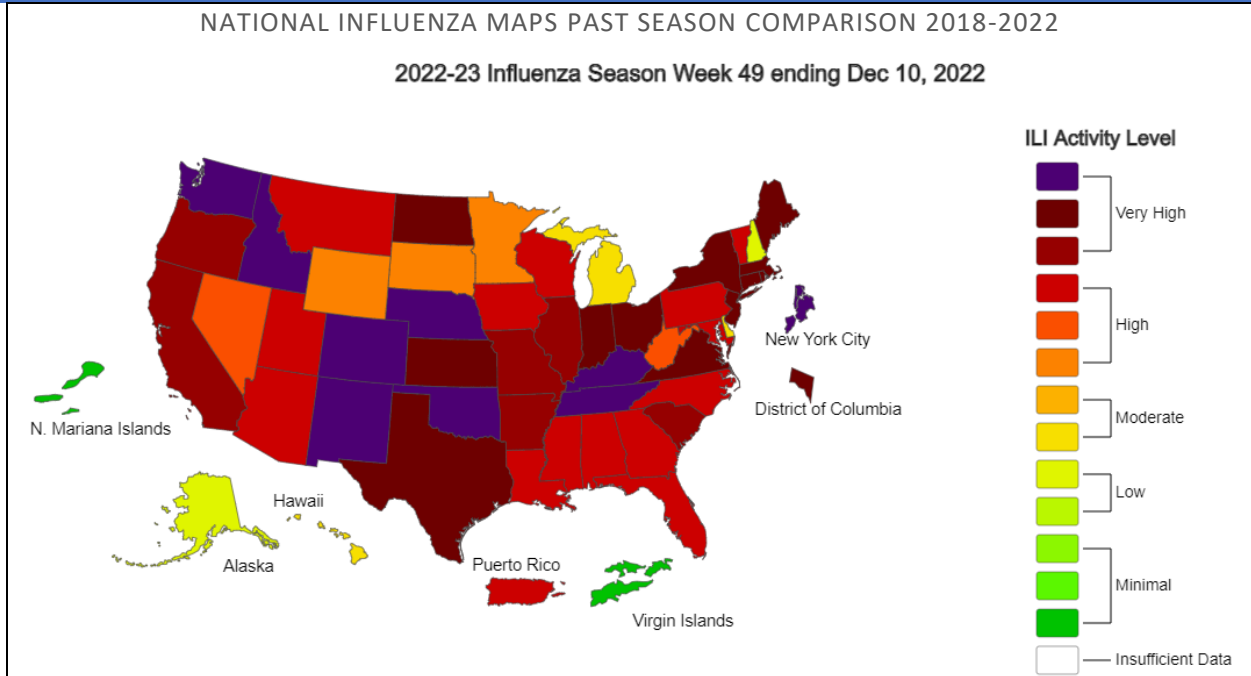 NATIONAL INFLUENZA MAPS PAST SEASON COMPARISON 2018-2022
2022-23 Influenza Season Week 49 ending Dec 10, 2022
ILI Activity Level
Very High
High
Moderate
Low
Minimal
Insufficient Data
New York City
District of Columbia
N. Mariana Islands
Hawaii
Alaska
Puerto Rico
Virgin Islands